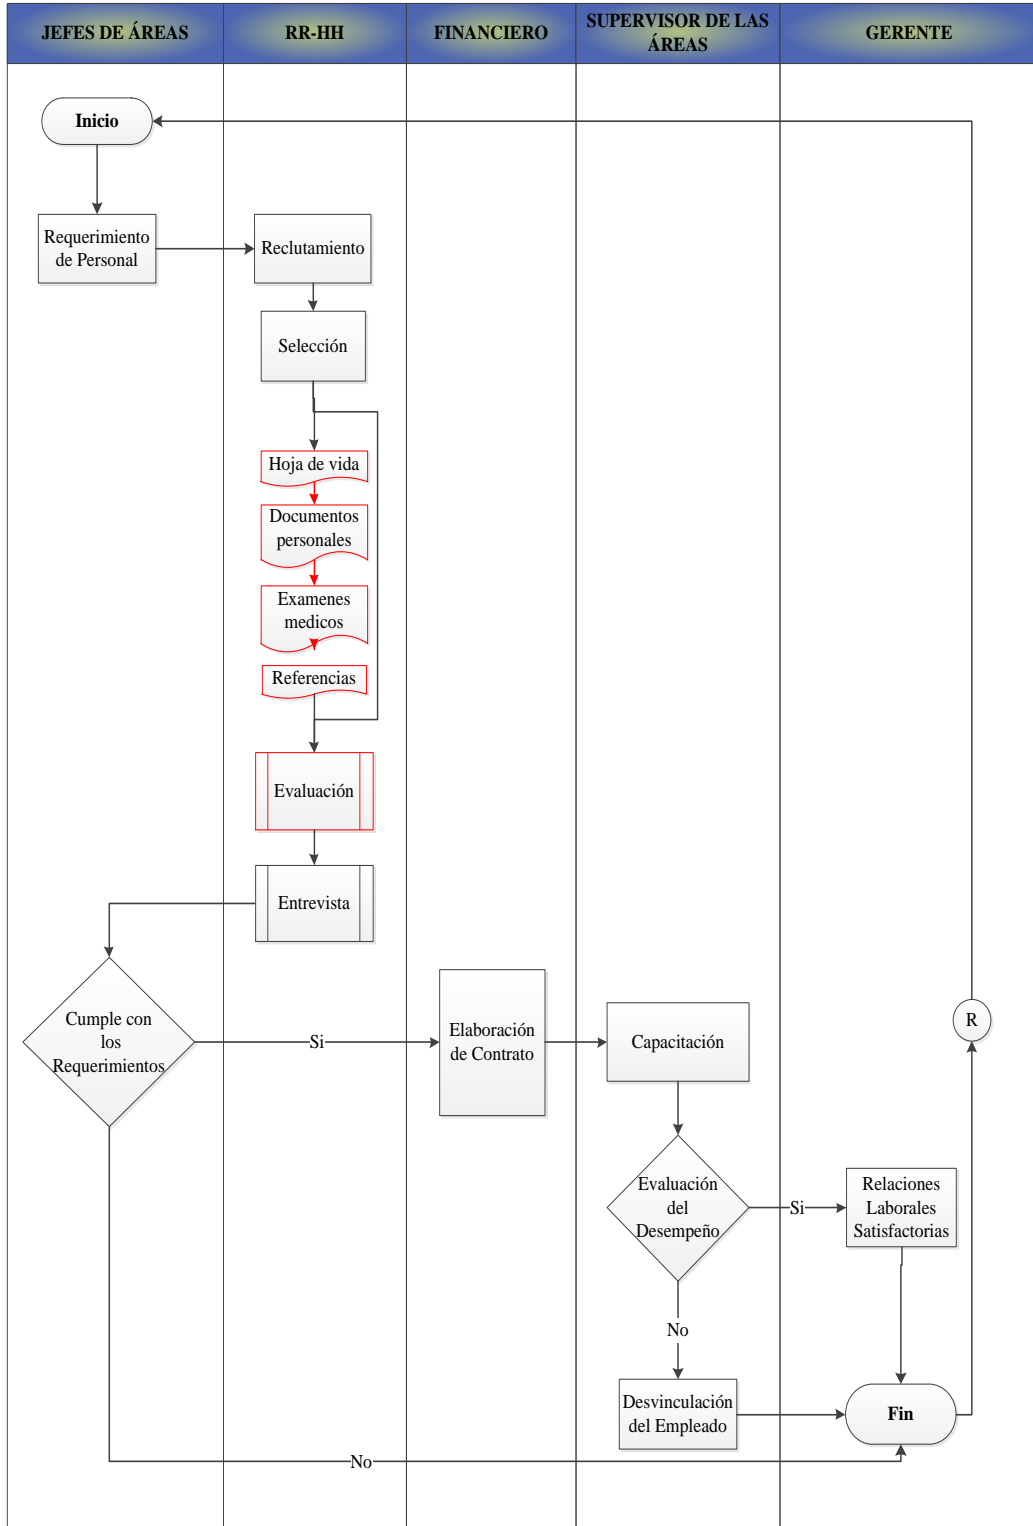 JEFES DE ÁREAS
RR-HH
FINANCIERO
SUPERVISOR DE LAS
ÁREAS
GERENTE
Inicio
Requerimiento
de Personal
Reclutamiento
Selección
Hoja de vida
Documentos
personales
Examenes
medicos
Referencias
Evaluación
Entrevista
Cumple con
los
Requerimientos
Si
Elaboración
de Contrato
Capacitación
R
Evaluación
del
Desempeño
Si
Relaciones
Laborales
Satisfactorias
No
Desvinculación
del Empleado
Fin
No